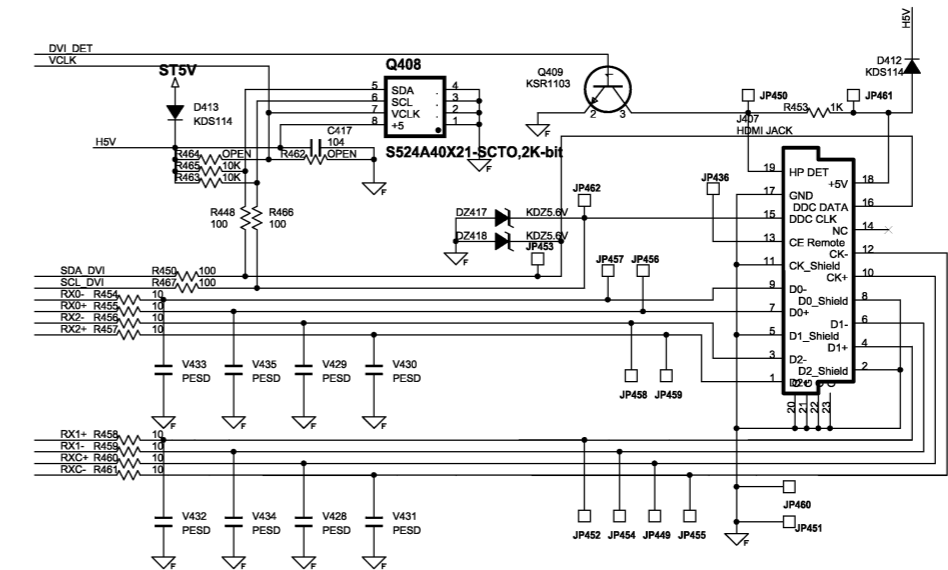 H5V
DVI_DET
VCLK
ST5V
Q408
Q409
KSR1103
D412
KDS114
D413
KDS114
5 SDA 4
6 SCL 3
7 VCLK 2
8 +5 1
1
2 3
JP450
R453 1K
JP461
J407
HDMI JACK
H5V
C417
104
R464 OPEN
R462 OPEN
R465 10K
R463 10K
S524A40X21-SCTO,2K-bit
R448
100
R466
100
DZ417 KDZ5.6V
DZ418 KDZ5.6V
JP462
JP453
JP436
JP457
JP456
19 HP DET
+5V 18
17 GND
DDC DATA 16
15 DDC CLK
NC 14
13 CE Remote
CK- 12
11 CK_Shield
CK+ 10
9 D0-
D0_Shield 8
7 D0+
D1- 6
5 D1_Shield
D1+ 4
3 D2-
D2_Shield 2
1 D2+
20 21 22 23
SDA_DVI R450 100
SCL_DVI R467 100
RX0- R454 10
RX0+ R455 10
RX2- R456 10
RX2+ R457 10
V433
PESD
V435
PESD
V429
PESD
V430
PESD
JP458
JP459
RX1+ R458 10
RX1- R459 10
RXC+ R460 10
RXC- R461 10
V432
PESD
V434
PESD
V428
PESD
V431
PESD
JP452
JP454
JP449
JP455
JP460
JP451
F
F
F
F
F
F
F
F
F
F
F
F
F